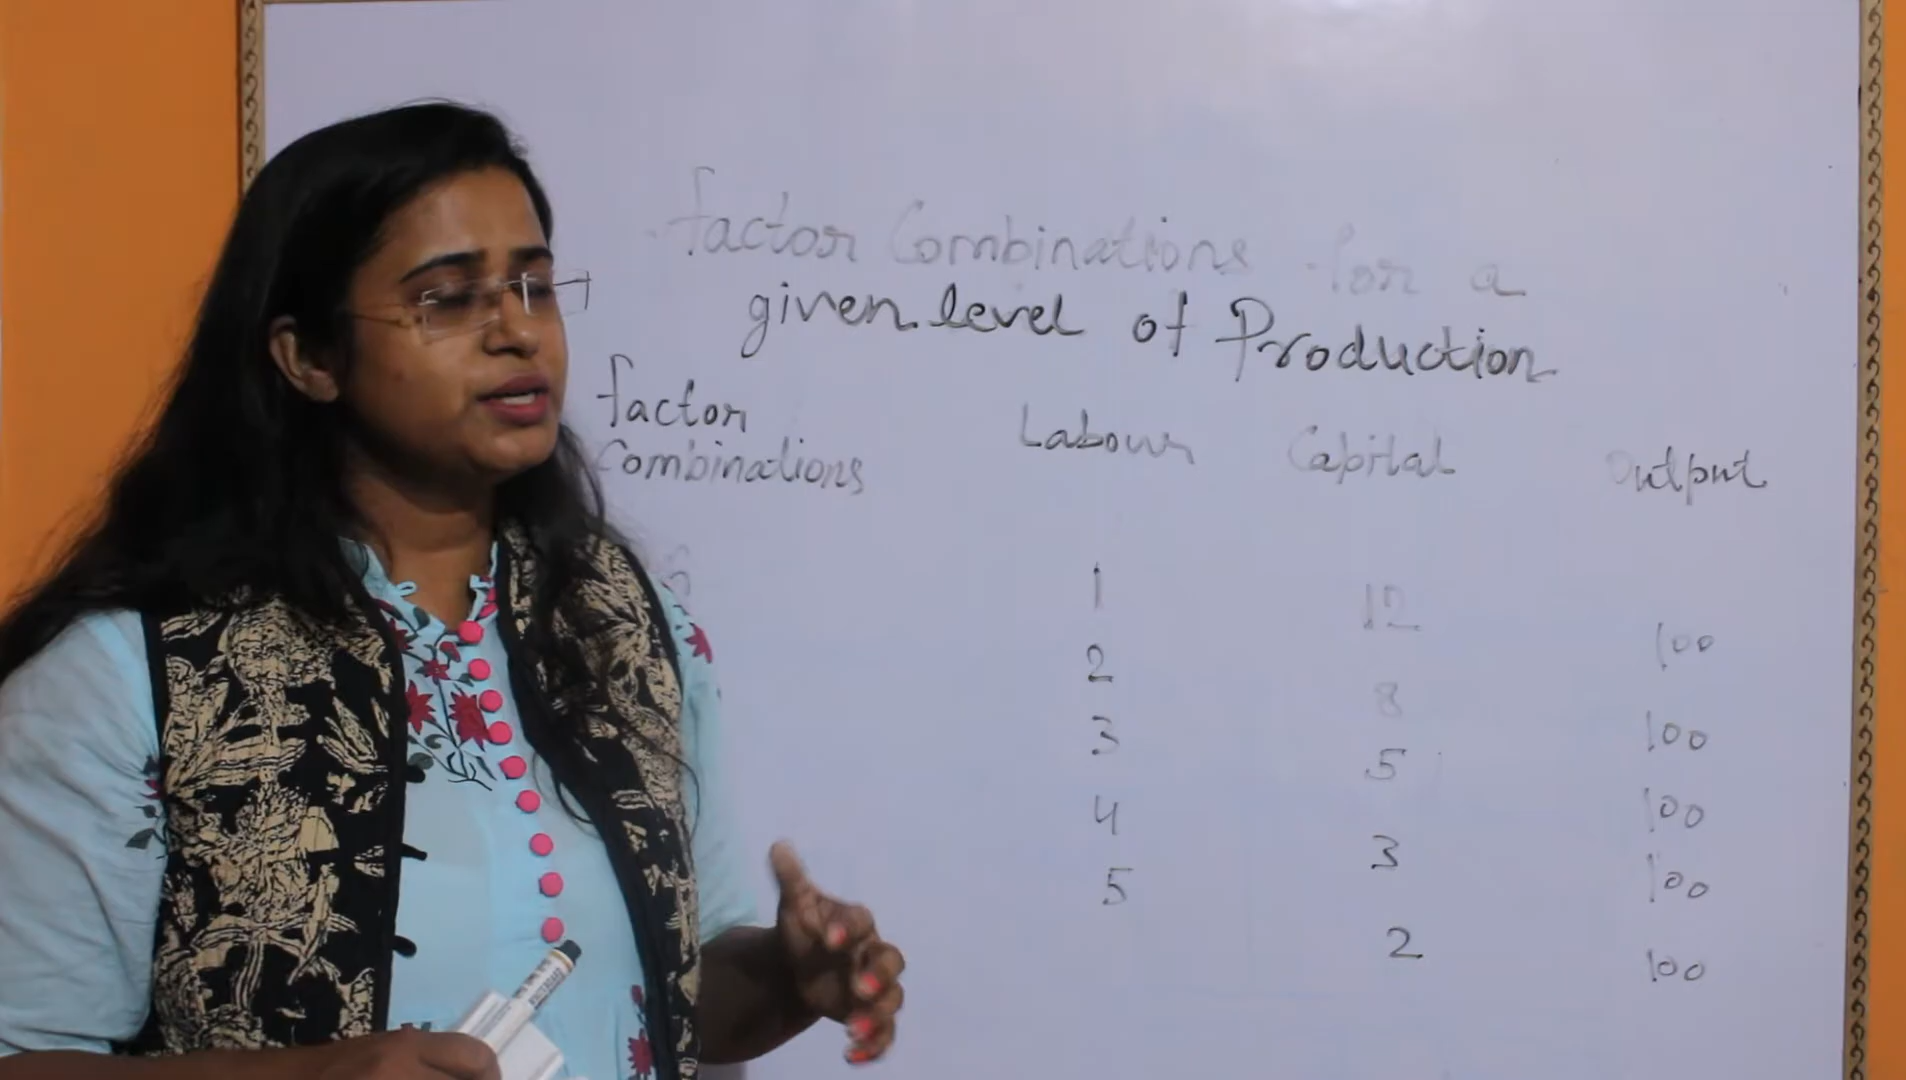 Factor Combinations for a
given level of Production
factor
Combinations
Labour Capital Output
1 12 100
2 8 100
3 5 100
4 3 100
5 2 100